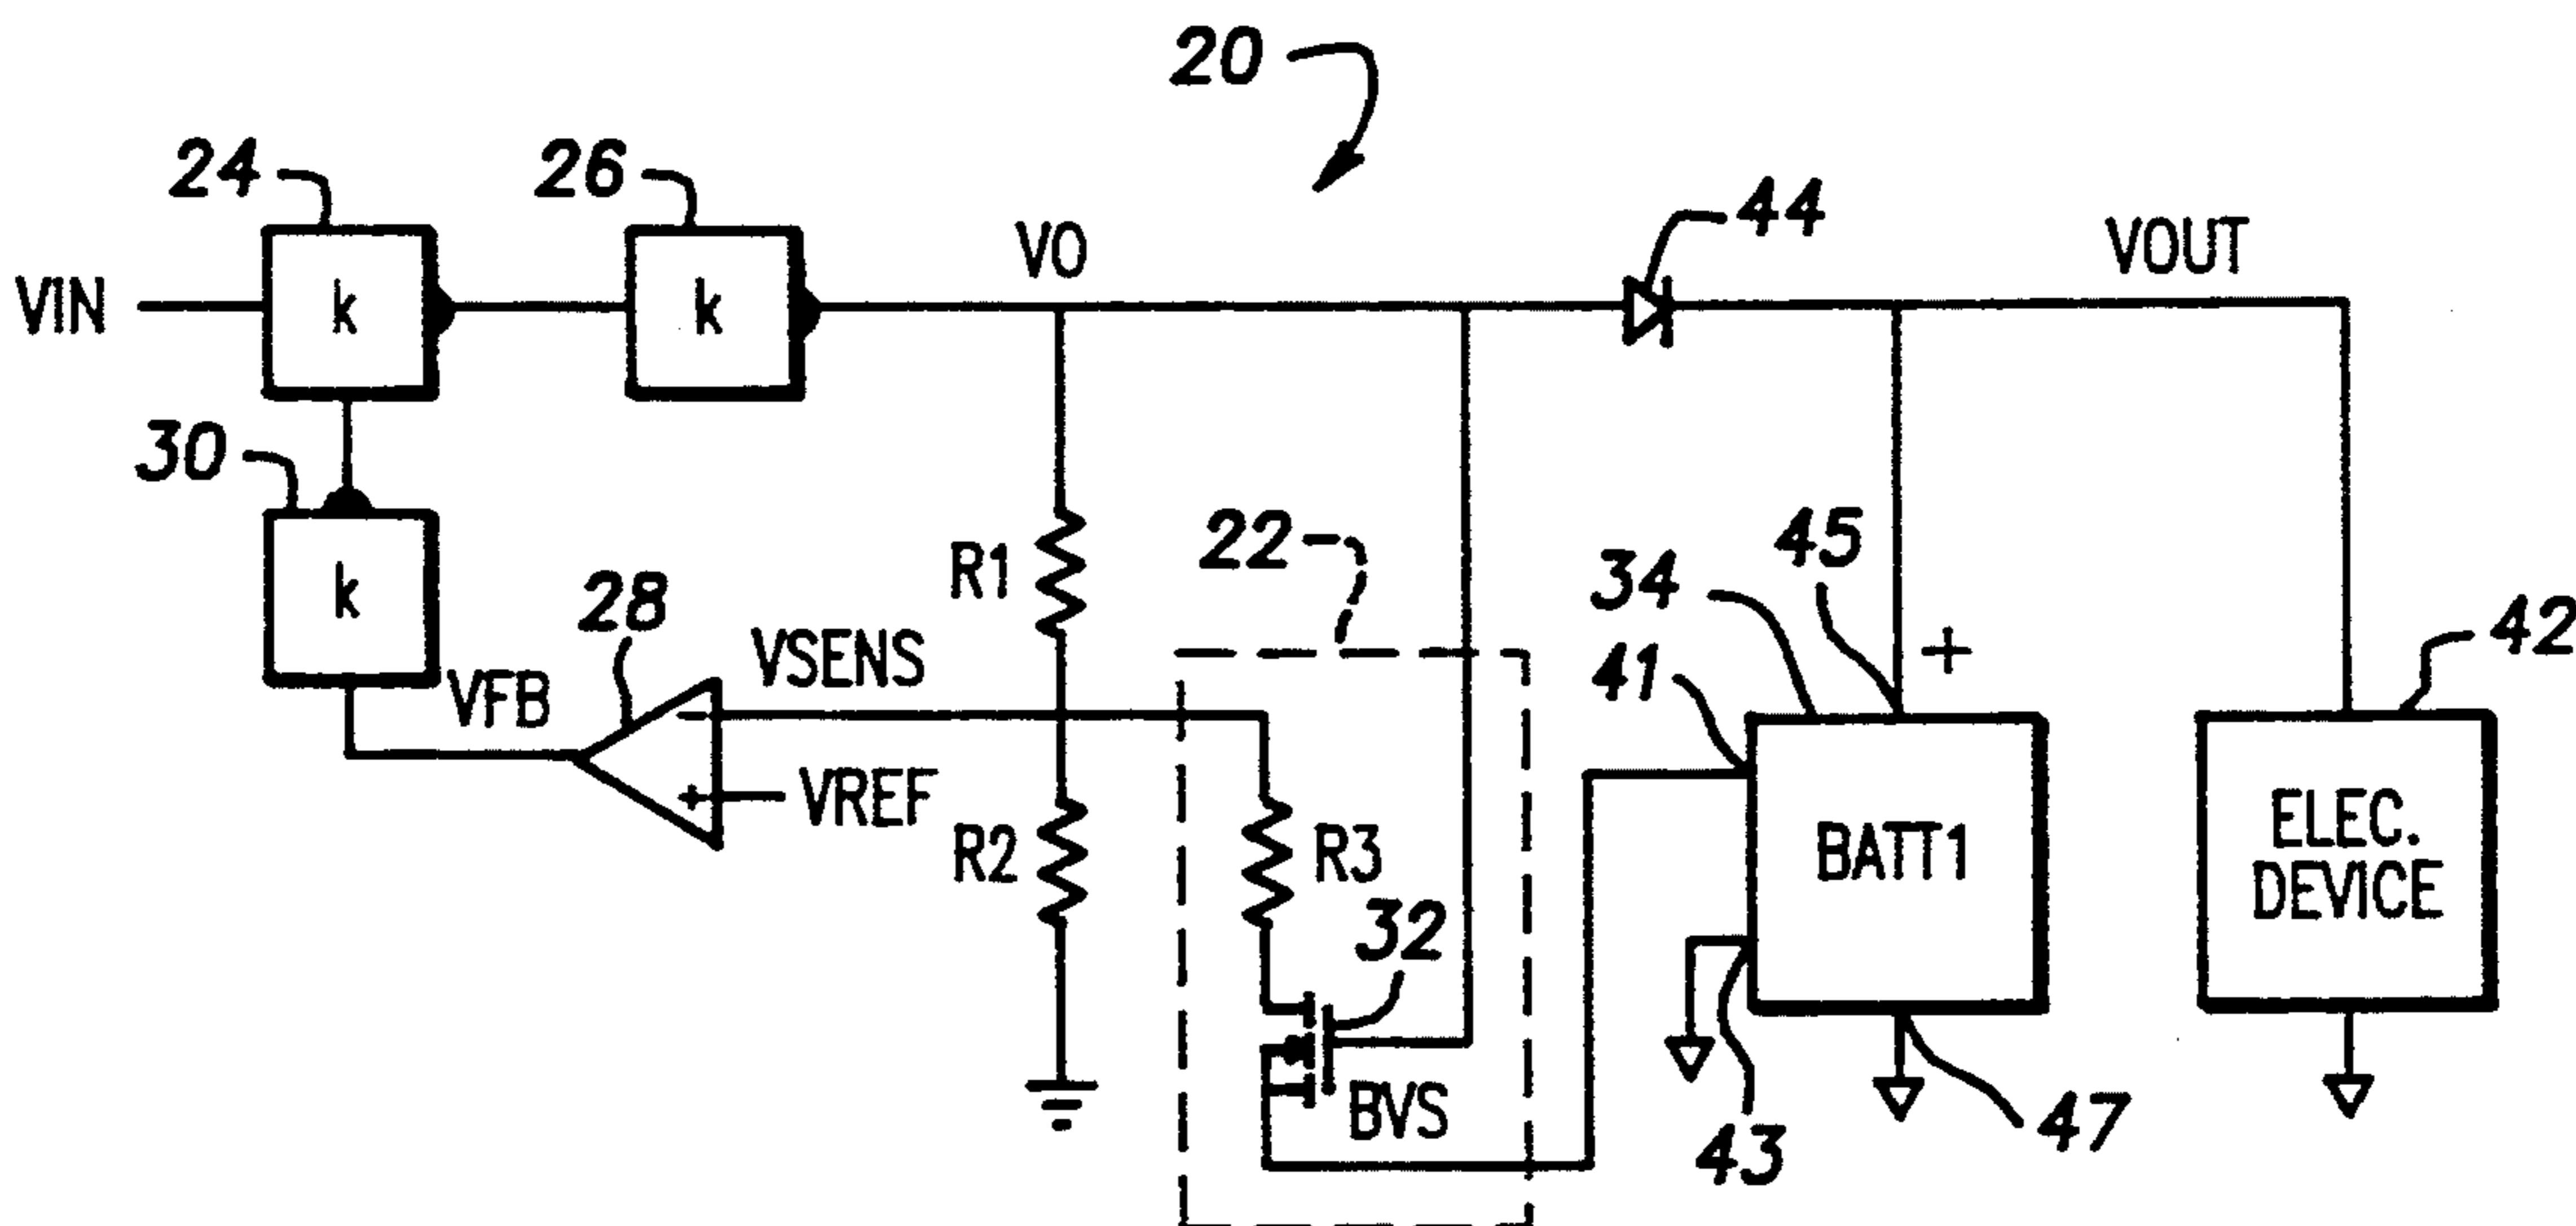 20
24
26
44
VIN
k
k
VO
VOUT
30
k
R1
22
45
34
+
42
28
VSENS
41
VFB
-
+
VREF
R2
R3
BATT1
ELEC.
DEVICE
32
BVS
43
47